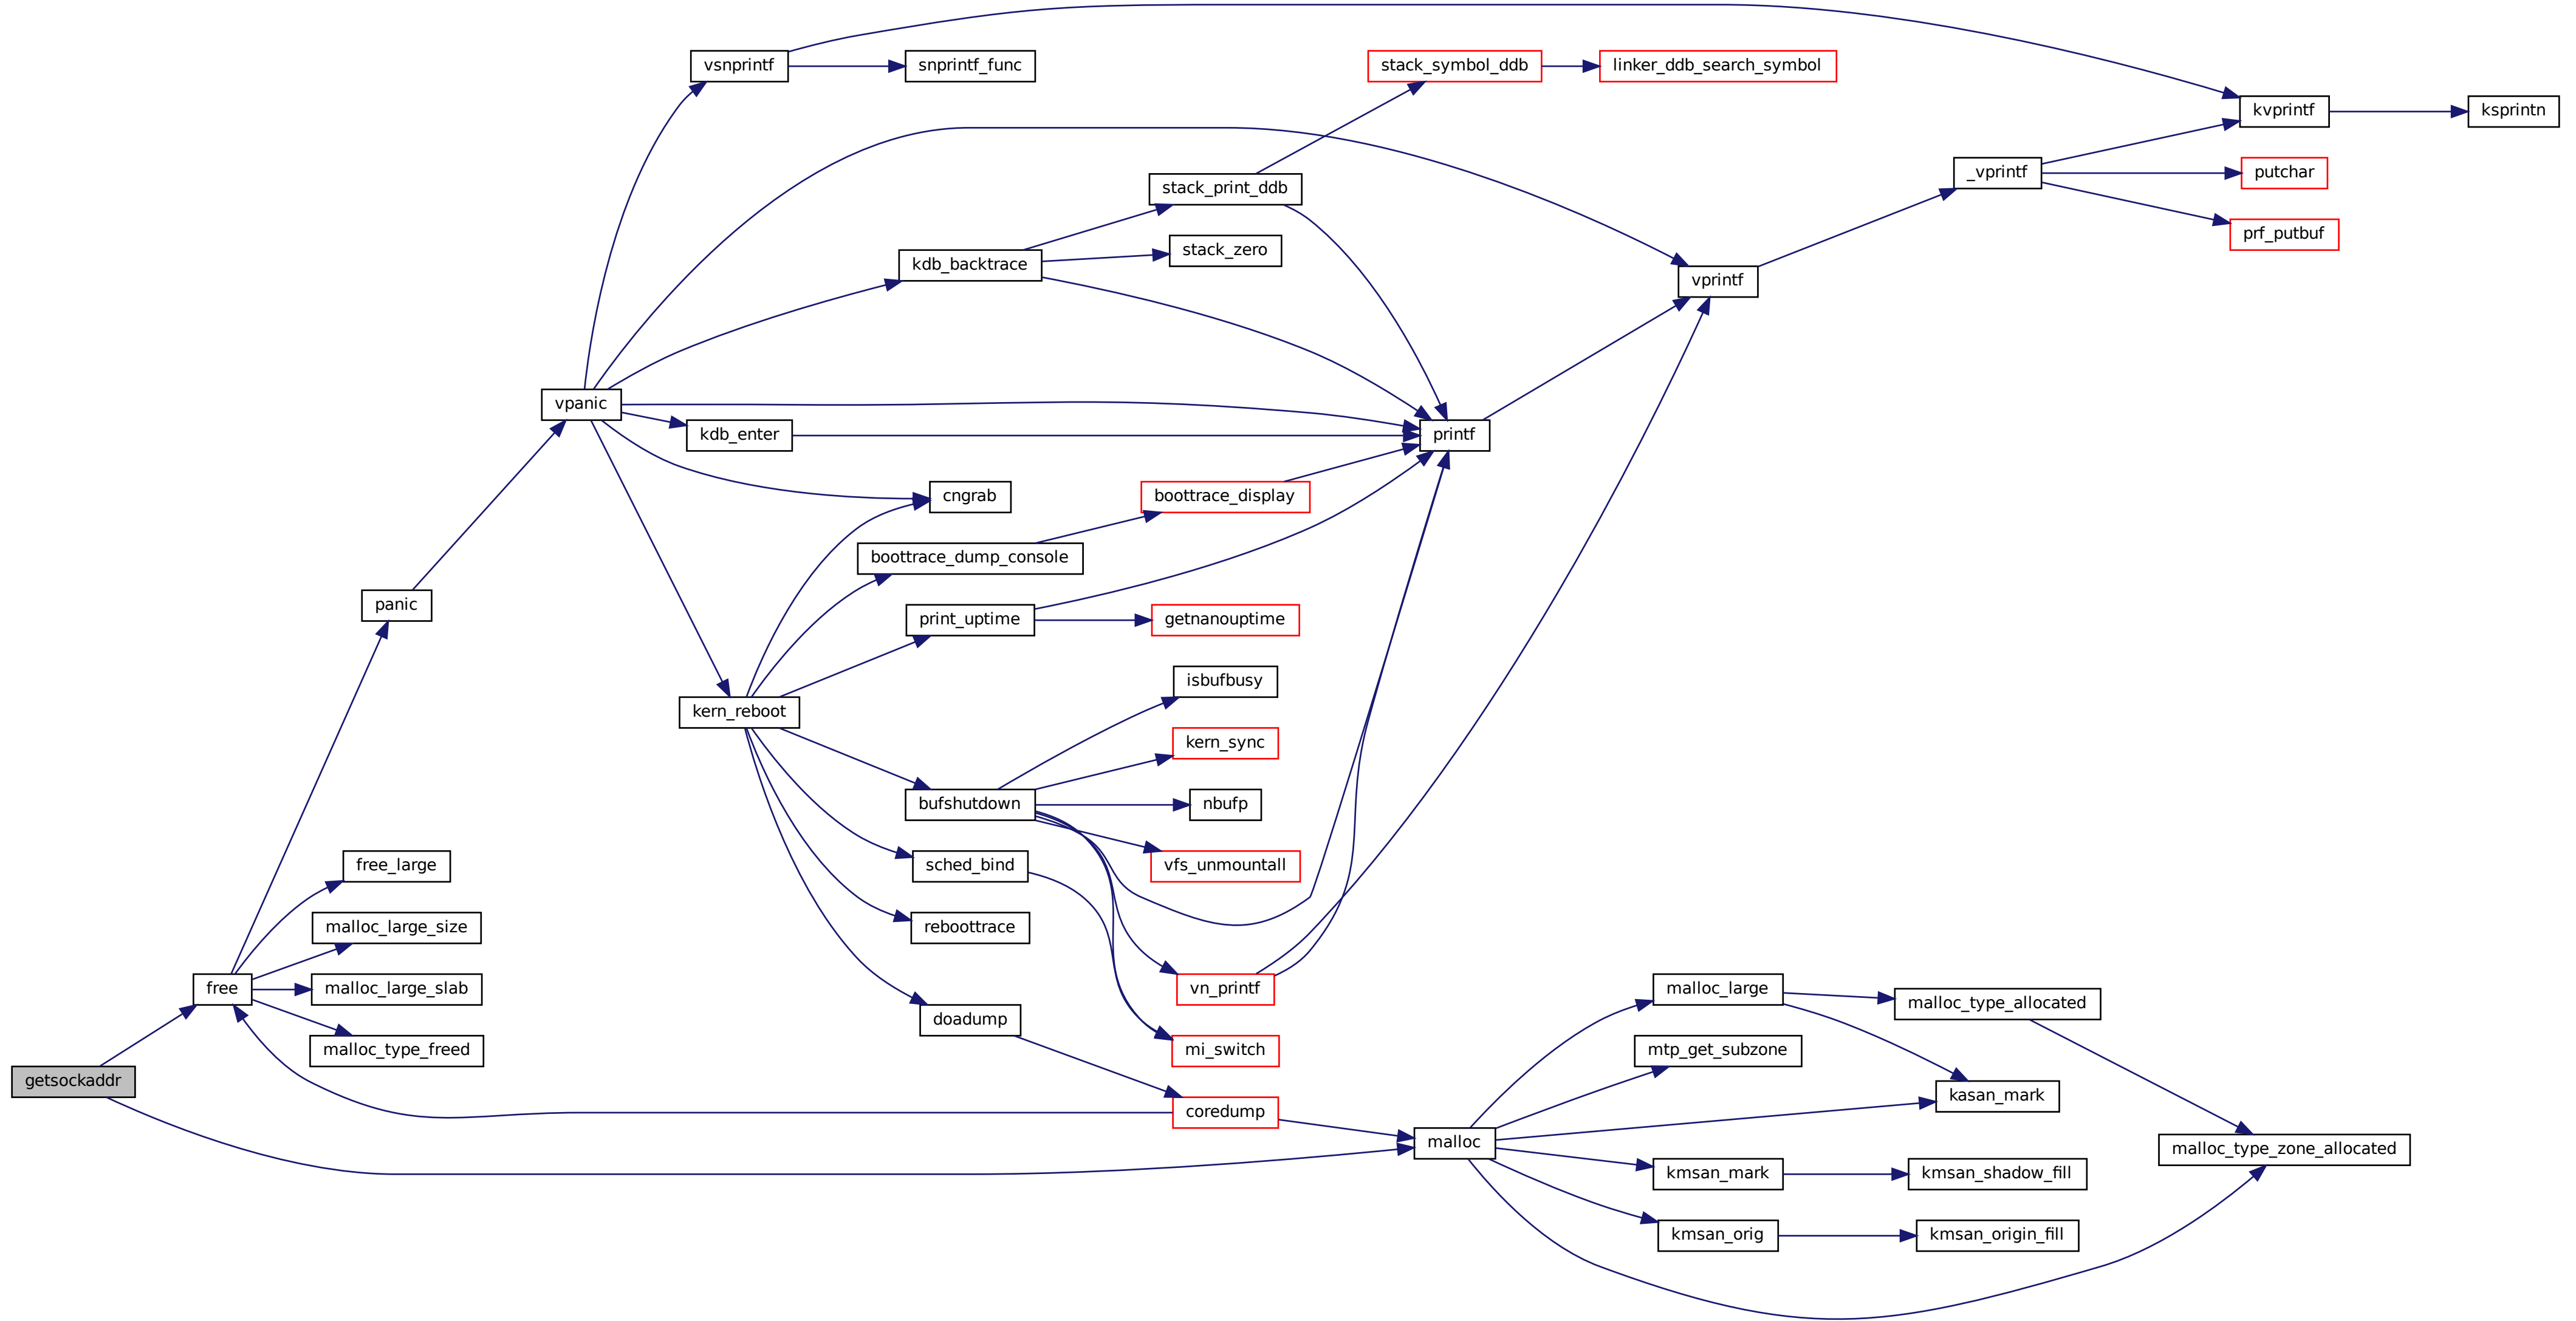 vsnprintf
snprintf_func
stack_symbol_ddb
linker_ddb_search_symbol
kvprintf
ksprintn
_vprintf
putchar
stack_print_ddb
prf_putbuf
stack_zero
kdb_backtrace
vprintf
vpanic
kdb_enter
printf
cngrab
boottrace_display
boottrace_dump_console
panic
print_uptime
getnanouptime
isbufbusy
kern_reboot
kern_sync
bufshutdown
nbufp
free_large
sched_bind
vfs_unmountall
malloc_large_size
reboottrace
free
malloc_large_slab
vn_printf
malloc_large
malloc_type_allocated
doadump
malloc_type_freed
mi_switch
mtp_get_subzone
getsockaddr
kasan_mark
coredump
malloc
malloc_type_zone_allocated
kmsan_mark
kmsan_shadow_fill
kmsan_orig
kmsan_origin_fill